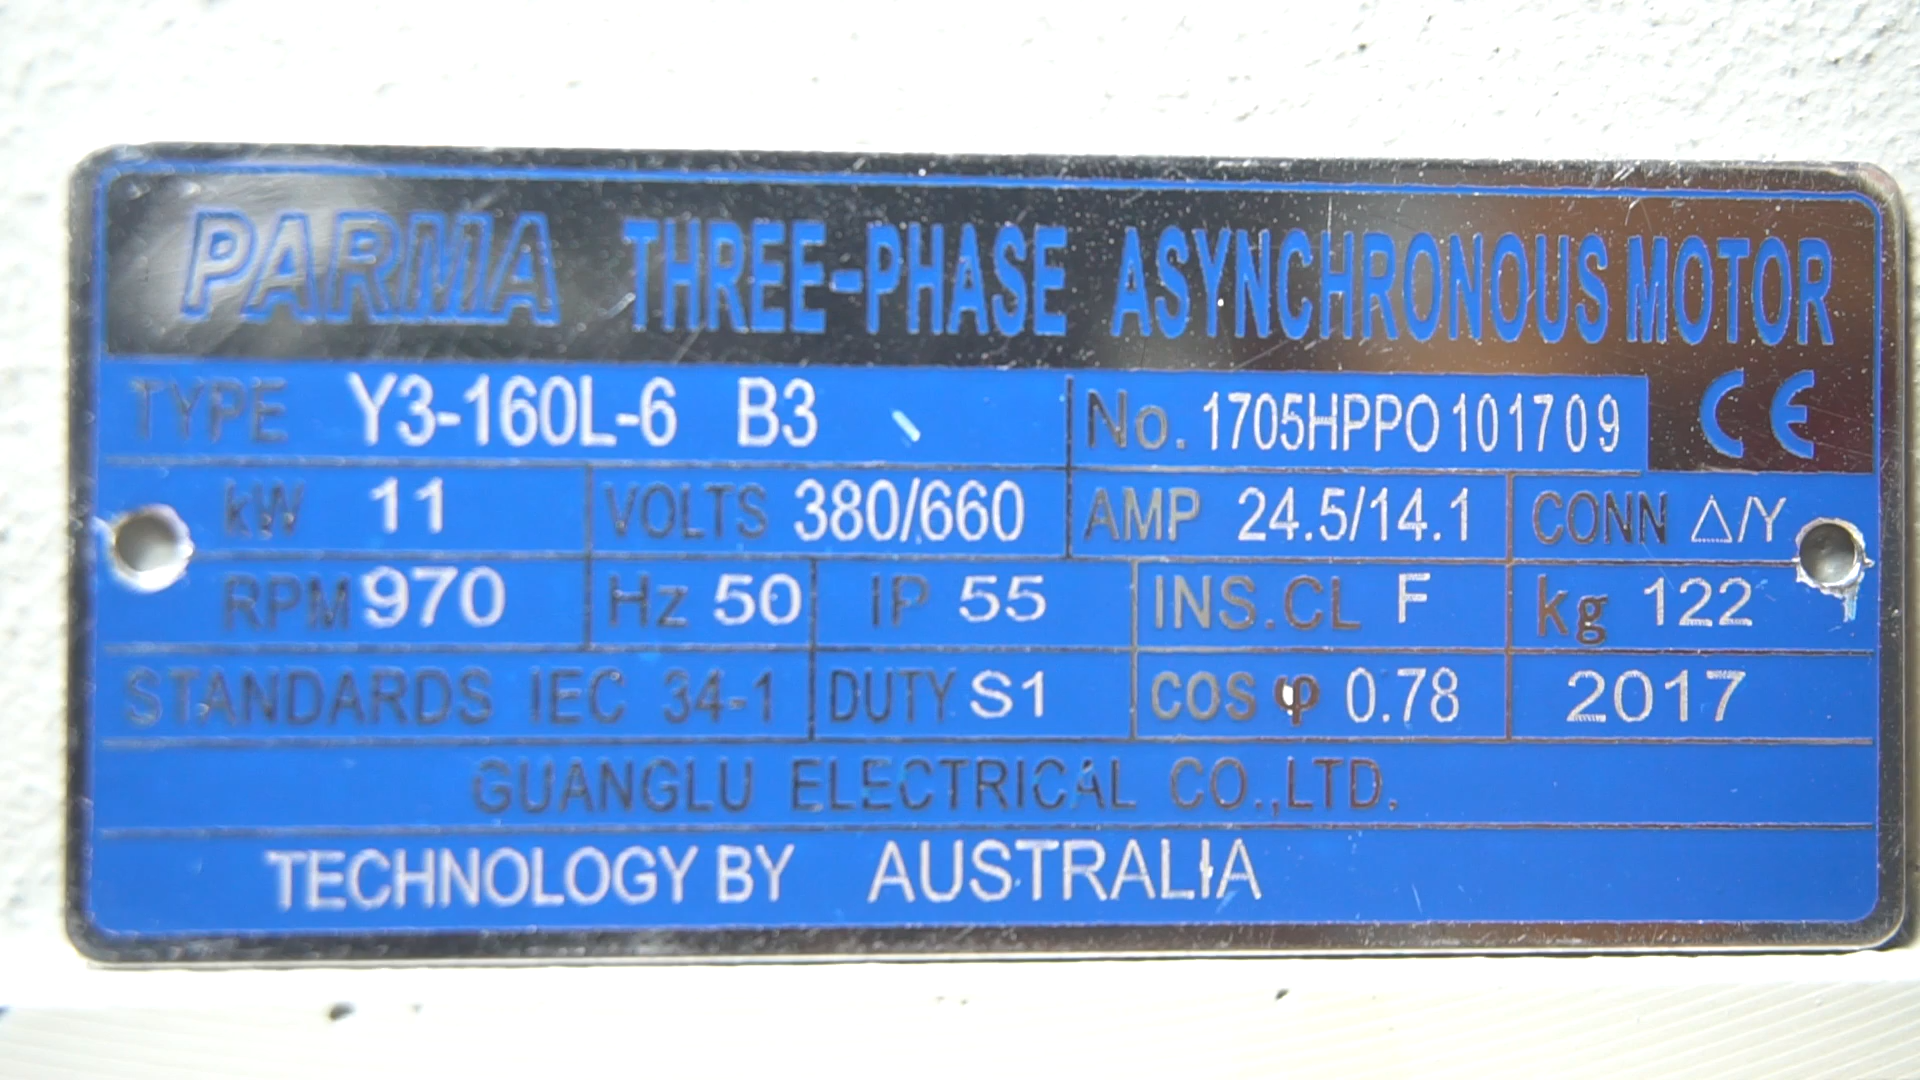 PARMA THREE-PHASE ASYNCHRONOUS MOTOR
TYPE Y3-160L-6 B3 No. 1705HPPO101709 CE
kW 11 VOLTS 380/660 AMP 24.5/14.1 CONN △/Y
RPM 970 Hz 50 IP 55 INS.CL F kg 122
STANDARDS IEC 34-1 DUTY S1 COS φ 0.78 2017
GUANGLU ELECTRICAL CO.,LTD.
TECHNOLOGY BY AUSTRALIA